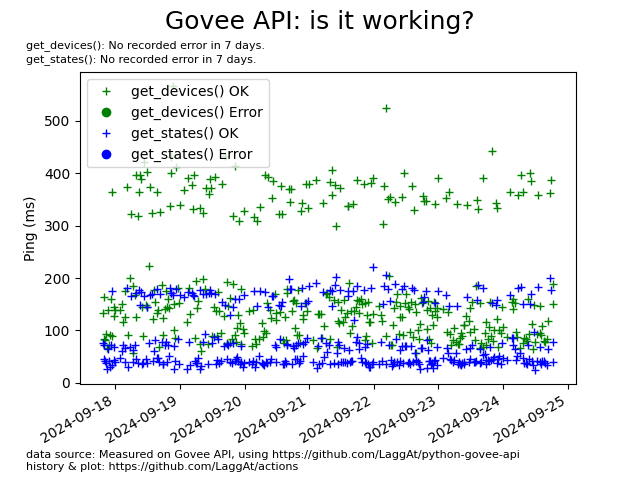 Govee API: is it working?
get_devices(): No recorded error in 7 days.
get_states(): No recorded error in 7 days.
get_devices() OK
get_devices() Error
get_states() OK
get_states() Error
Ping (ms)
500
400
300
200
100
0
2024-09-18
2024-09-19
2024-09-20
2024-09-21
2024-09-22
2024-09-23
2024-09-24
2024-09-25
data source: Measured on Govee API, using https://github.com/LaggAt/python-govee-api
history & plot: https://github.com/LaggAt/actions